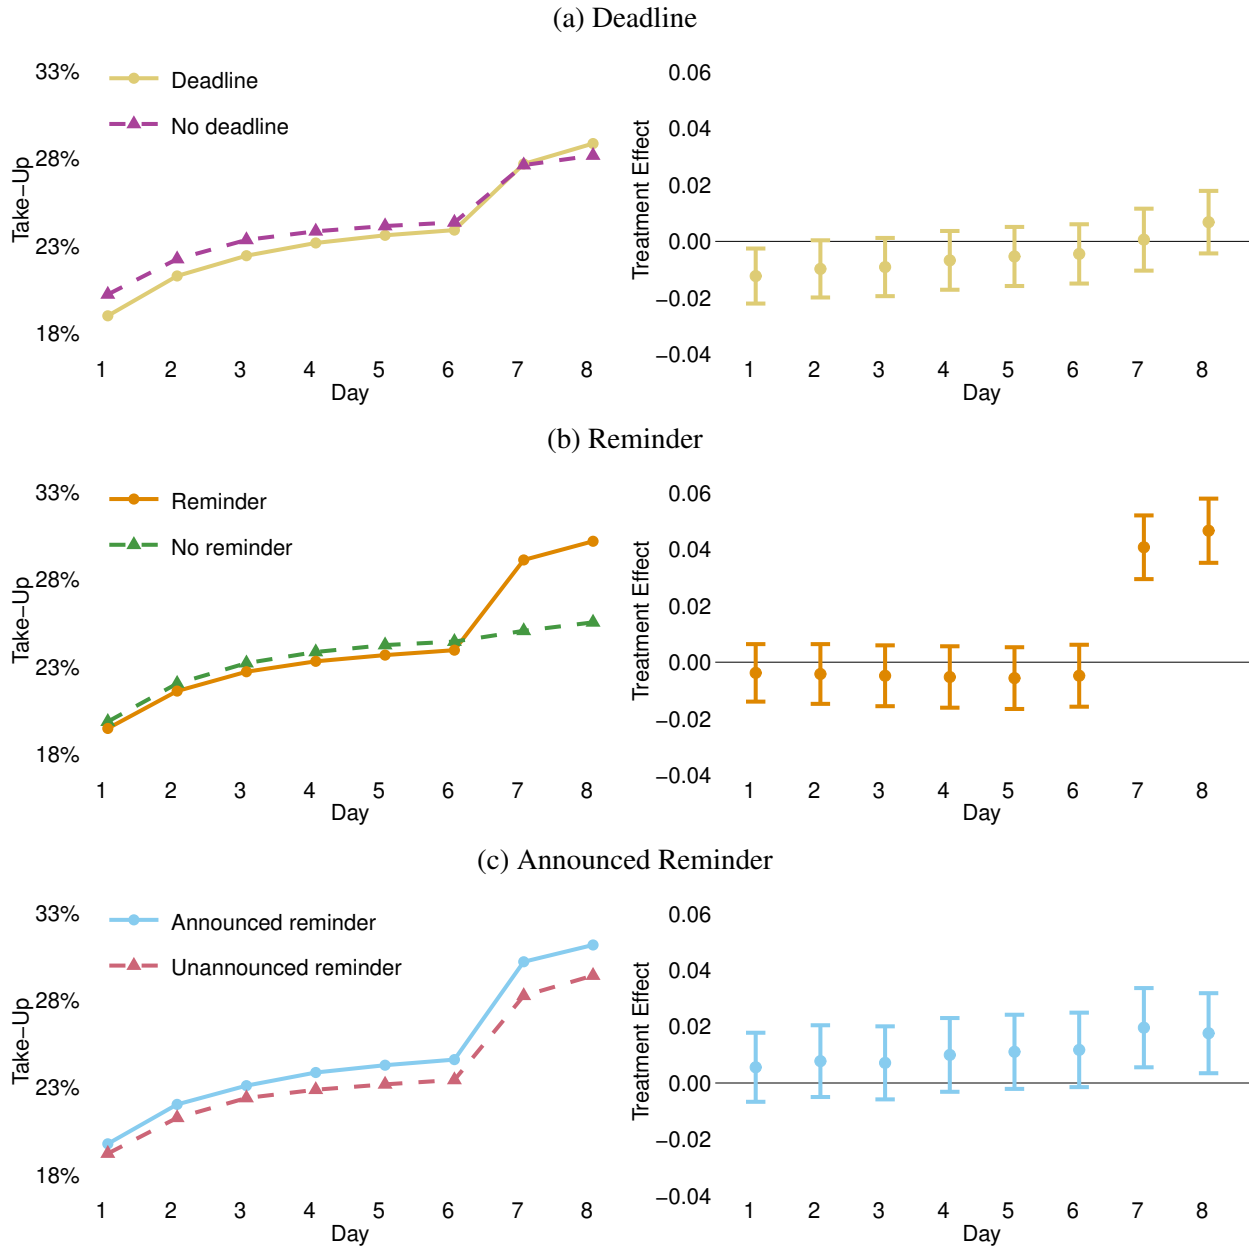 (a) Deadline
33%
28%
23%
18%
Take−Up
Deadline
No deadline
1 2 3 4 5 6 7 8
Day
0.06
0.04
0.02
0.00
−0.02
−0.04
Treatment Effect
1 2 3 4 5 6 7 8
Day
(b) Reminder
33%
28%
23%
18%
Take−Up
Reminder
No reminder
1 2 3 4 5 6 7 8
Day
0.06
0.04
0.02
0.00
−0.02
−0.04
Treatment Effect
1 2 3 4 5 6 7 8
Day
(c) Announced Reminder
33%
28%
23%
18%
Take−Up
Announced reminder
Unannounced reminder
1 2 3 4 5 6 7 8
Day
0.06
0.04
0.02
0.00
−0.02
−0.04
Treatment Effect
1 2 3 4 5 6 7 8
Day